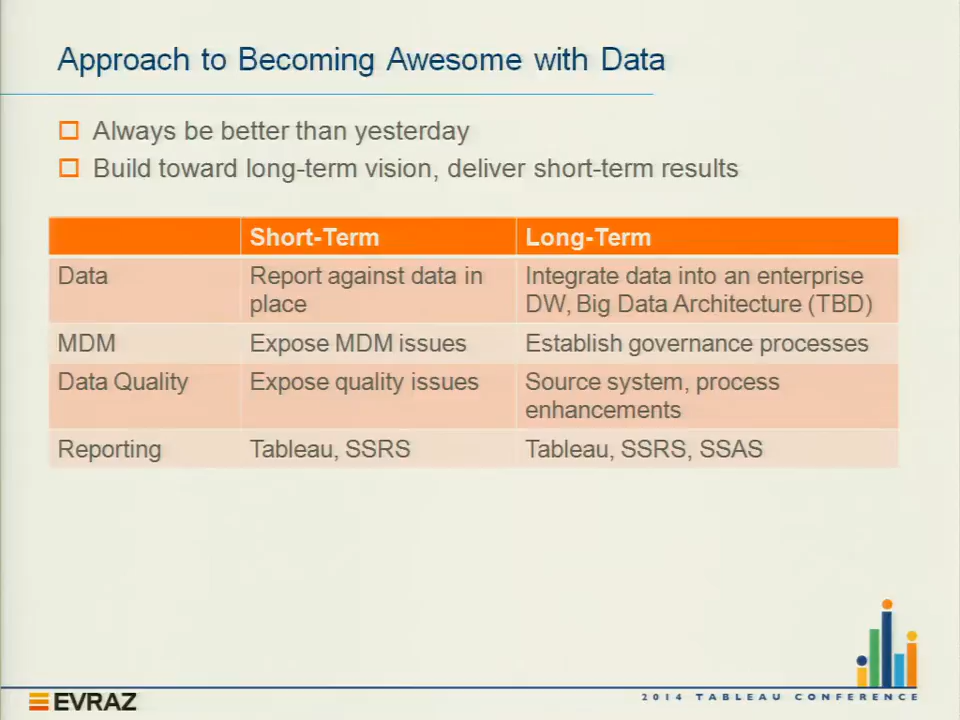 Approach to Becoming Awesome with Data
Always be better than yesterday
Build toward long-term vision, deliver short-term results
Short-Term Long-Term
Data Report against data in place Integrate data into an enterprise DW, Big Data Architecture (TBD)
MDM Expose MDM issues Establish governance processes
Data Quality Expose quality issues Source system, process enhancements
Reporting Tableau, SSRS Tableau, SSRS, SSAS
EVRAZ
2014 TABLEAU CONFERENCE